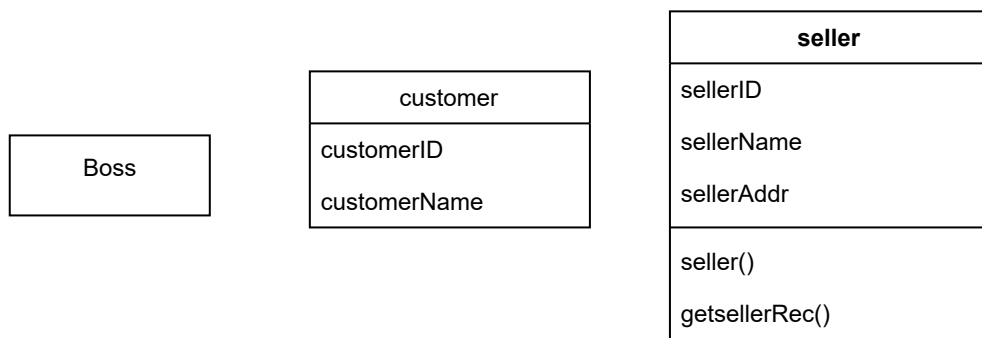 Boss
customer
customerID
customerName
seller
sellerID
sellerName
sellerAddr
seller()
getsellerRec()